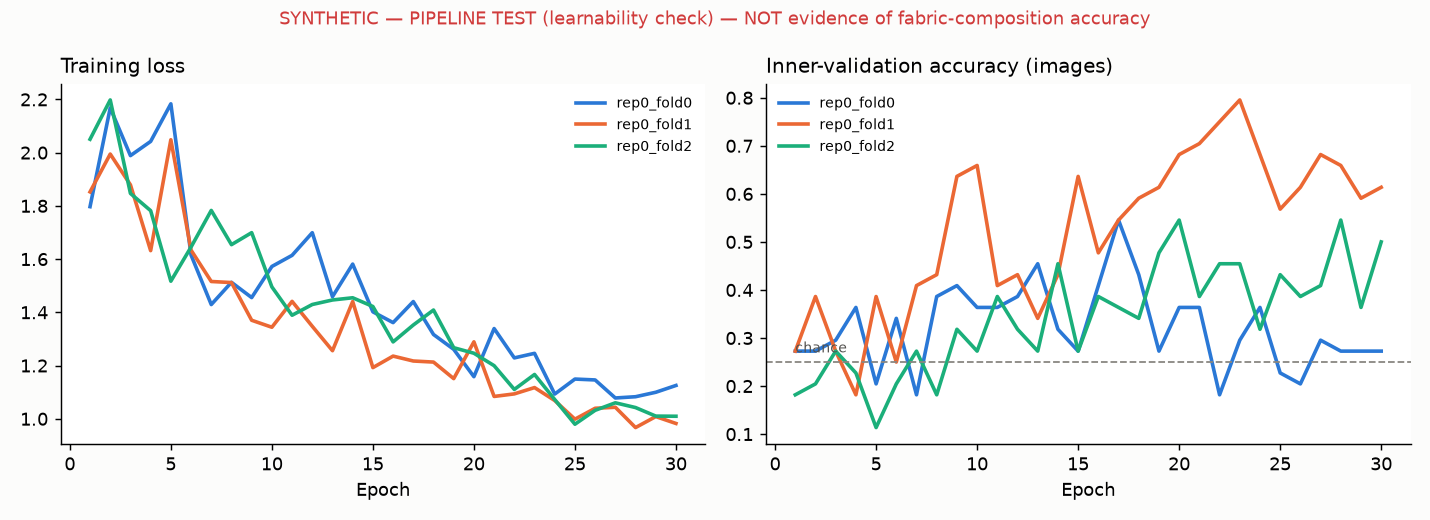 SYNTHETIC — PIPELINE TEST (learnability check) — NOT evidence of fabric-composition accuracy
Training loss
2.2
2.0
1.8
1.6
1.4
1.2
1.0
0
5
10
15
20
25
30
Epoch
rep0_fold0
rep0_fold1
rep0_fold2
Inner-validation accuracy (images)
0.8
0.7
0.6
0.5
0.4
0.3
0.2
0.1
0
5
10
15
20
25
30
Epoch
rep0_fold0
rep0_fold1
rep0_fold2
chance